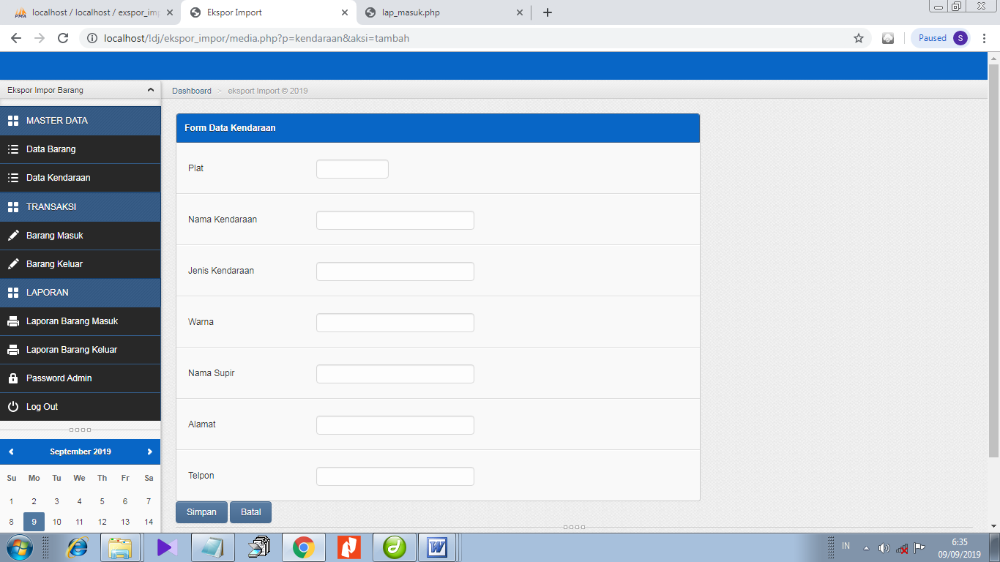 localhost / localhost / exspor_imp
Ekspor Import
lap_masuk.php
localhost/!dj/ekspor_impor/media.php?p=kendaraan&aksi=tambah
Paused
S
Ekspor Impor Barang
Dashboard > eksport Import © 2019
MASTER DATA
Data Barang
Data Kendaraan
TRANSAKSI
Barang Masuk
Barang Keluar
LAPORAN
Laporan Barang Masuk
Laporan Barang Keluar
Password Admin
Log Out
September 2019
Su Mo Tu We Th Fr Sa
1 2 3 4 5 6 7
8 9 10 11 12 13 14
Form Data Kendaraan
Plat
Nama Kendaraan
Jenis Kendaraan
Warna
Nama Supir
Alamat
Telpon
Simpan Batal
IN
6:35
09/09/2019